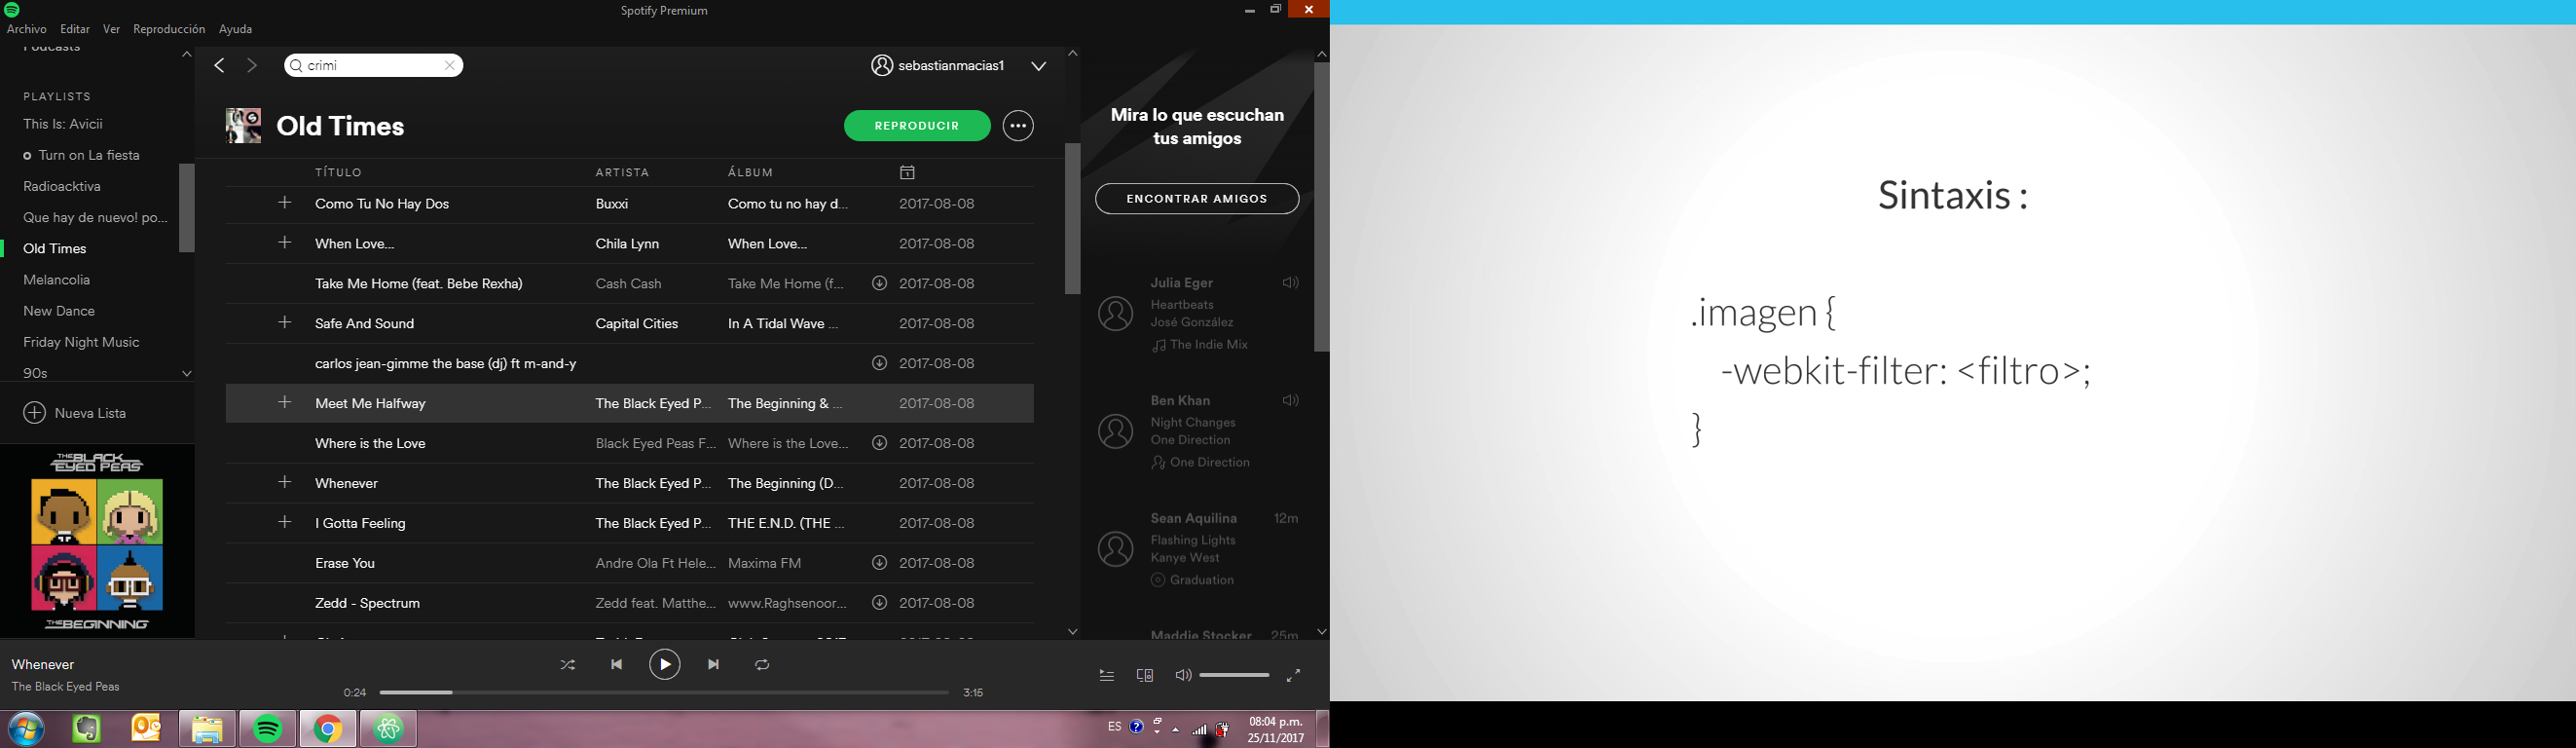 Spotify Premium
Archivo Editar Ver Reproducción Ayuda
Podcasts
PLAYLISTS
This Is: Avicii
Turn on La fiesta
Radioacktiva
Que hay de nuevo! po...
Old Times
Melancolia
New Dance
Friday Night Music
90s
Nueva Lista
THE BLACK EYED PEAS
THE BEGINNING
crimi
sebastianmacias1
Old Times
REPRODUCIR
TÍTULO ARTISTA ÁLBUM
Como Tu No Hay Dos Buxxi Como tu no hay d... 2017-08-08
When Love... Chila Lynn When Love... 2017-08-08
Take Me Home (feat. Bebe Rexha) Cash Cash Take Me Home (f... 2017-08-08
Safe And Sound Capital Cities In A Tidal Wave ... 2017-08-08
carlos jean-gimme the base (dj) ft m-and-y 2017-08-08
Meet Me Halfway The Black Eyed P... The Beginning & ... 2017-08-08
Where is the Love Black Eyed Peas F... Where is the Love... 2017-08-08
Whenever The Black Eyed P... The Beginning (D... 2017-08-08
I Gotta Feeling The Black Eyed P... THE E.N.D. (THE ... 2017-08-08
Erase You Andre Ola Ft Hele... Maxima FM 2017-08-08
Zedd - Spectrum Zedd feat. Matthe... www.Raghsenoor... 2017-08-08
Mira lo que escuchan
tus amigos
ENCONTRAR AMIGOS
Julia Eger
Heartbeats
José González
The Indie Mix
Ben Khan
Night Changes
One Direction
One Direction
Sean Aquilina 12m
Flashing Lights
Kanye West
Graduation
Maddie Stocker 25m
Whenever
The Black Eyed Peas
0:24 3:15
ES
08:04 p.m.
25/11/2017
Sintaxis :
.imagen {
-webkit-filter: <filtro>;
}